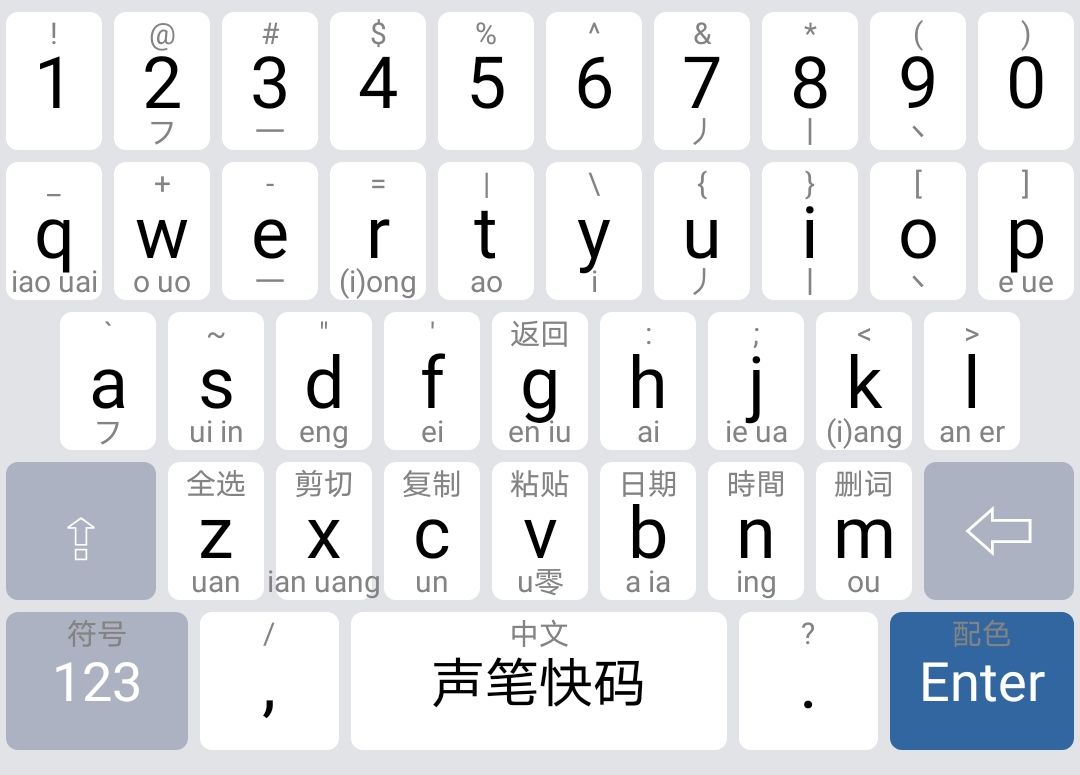 ! @ # $ % ^ & * ( )
1 2 3 4 5 6 7 8 9 0
フ 一 丿 丨 丶
_ + - = | \ { } [ ]
q w e r t y u i o p
iao uai o uo 一 (i)ong ao i 丿 丨 丶 e ue
` ~ " ' 返回 : ; < >
a s d f g h j k l
フ ui in eng ei en iu ai ie ua (i)ang an er
全选 剪切 复制 粘贴 日期 時間 删词
z x c v b n m
uan ian uang un u零 a ia ing ou
符号 / 中文 ? 配色
123 , 声笔快码 . Enter